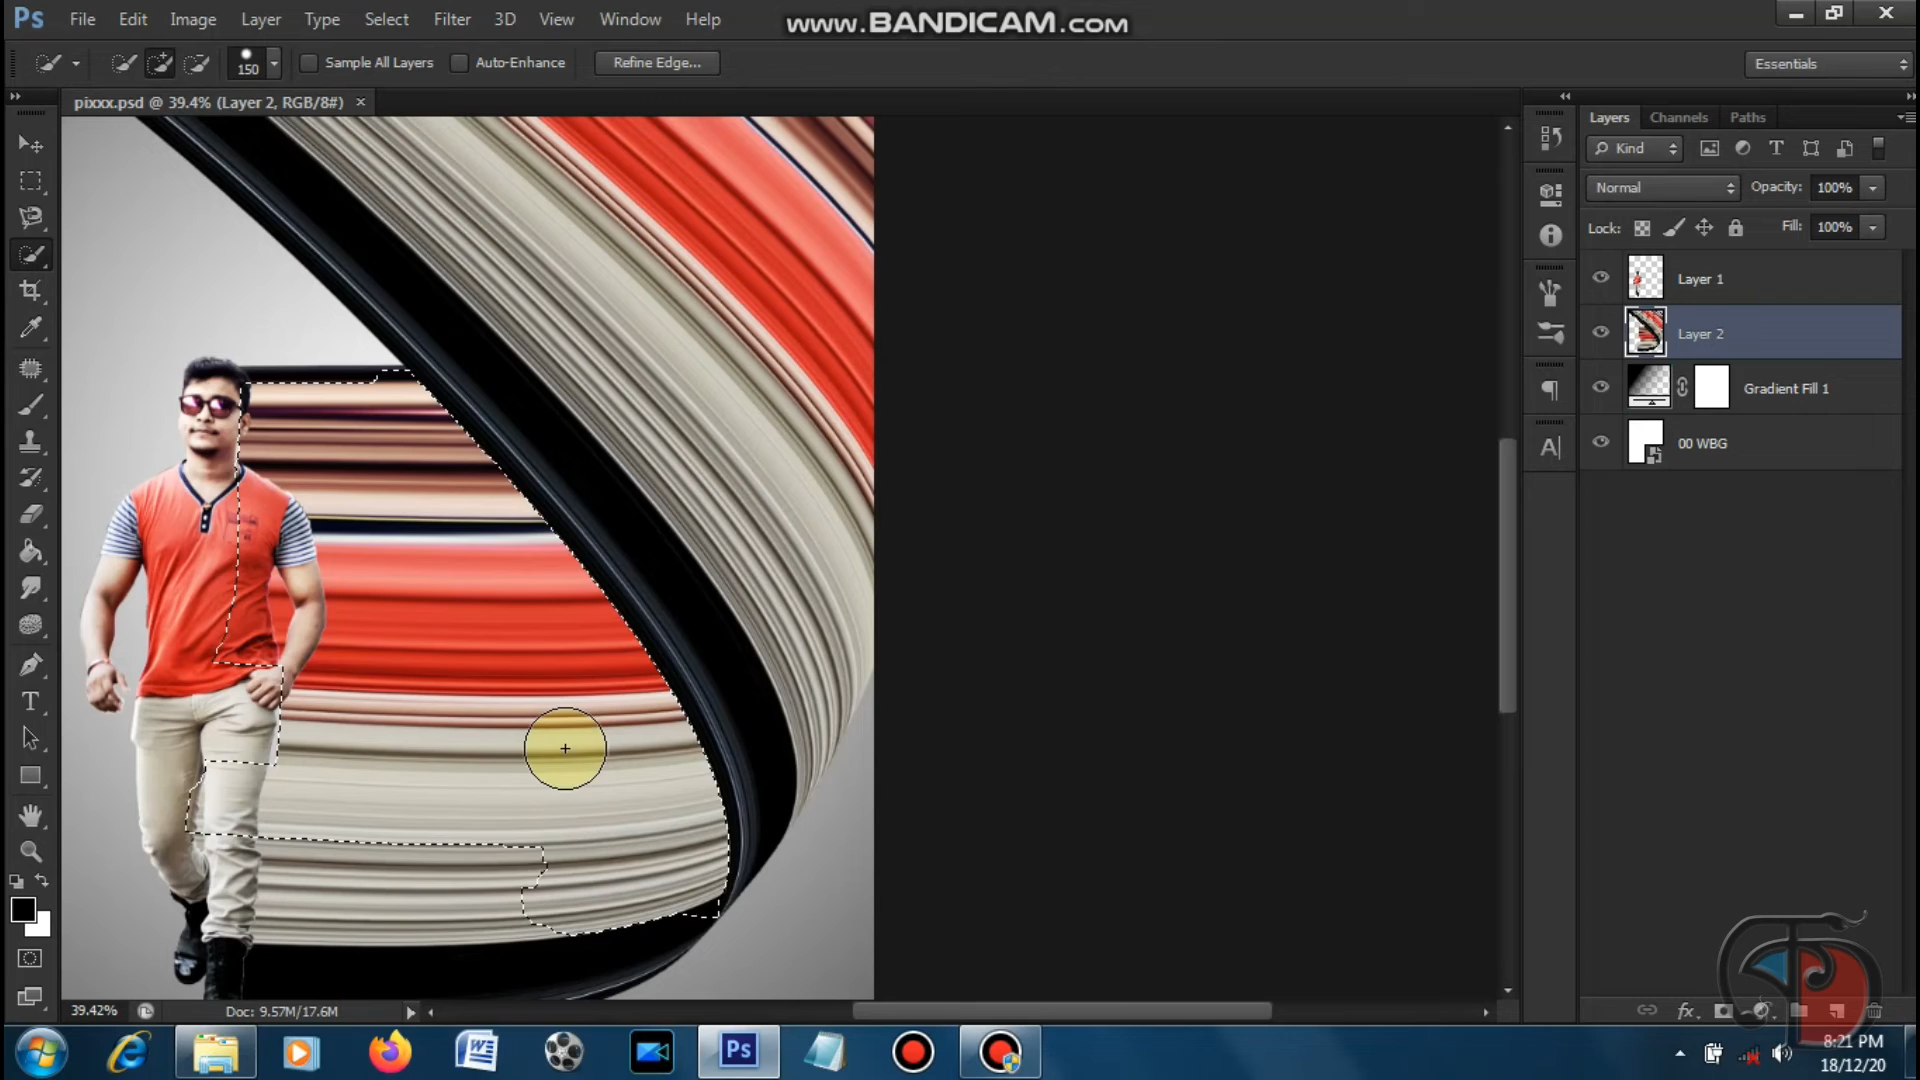 Ps File Edit Image Layer Type Select Filter 3D View Window Help
www.BANDICAM.com
150 Sample All Layers Auto-Enhance Refine Edge... Essentials
pixxx.psd @ 39.4% (Layer 2, RGB/8#) ×
Layers Channels Paths
Kind
Normal Opacity: 100%
Lock: Fill: 100%
Layer 1
Layer 2
Gradient Fill 1
00 WBG
39.42% Doc: 9.57M/17.6M
fx
Ps
8:21 PM
18/12/20